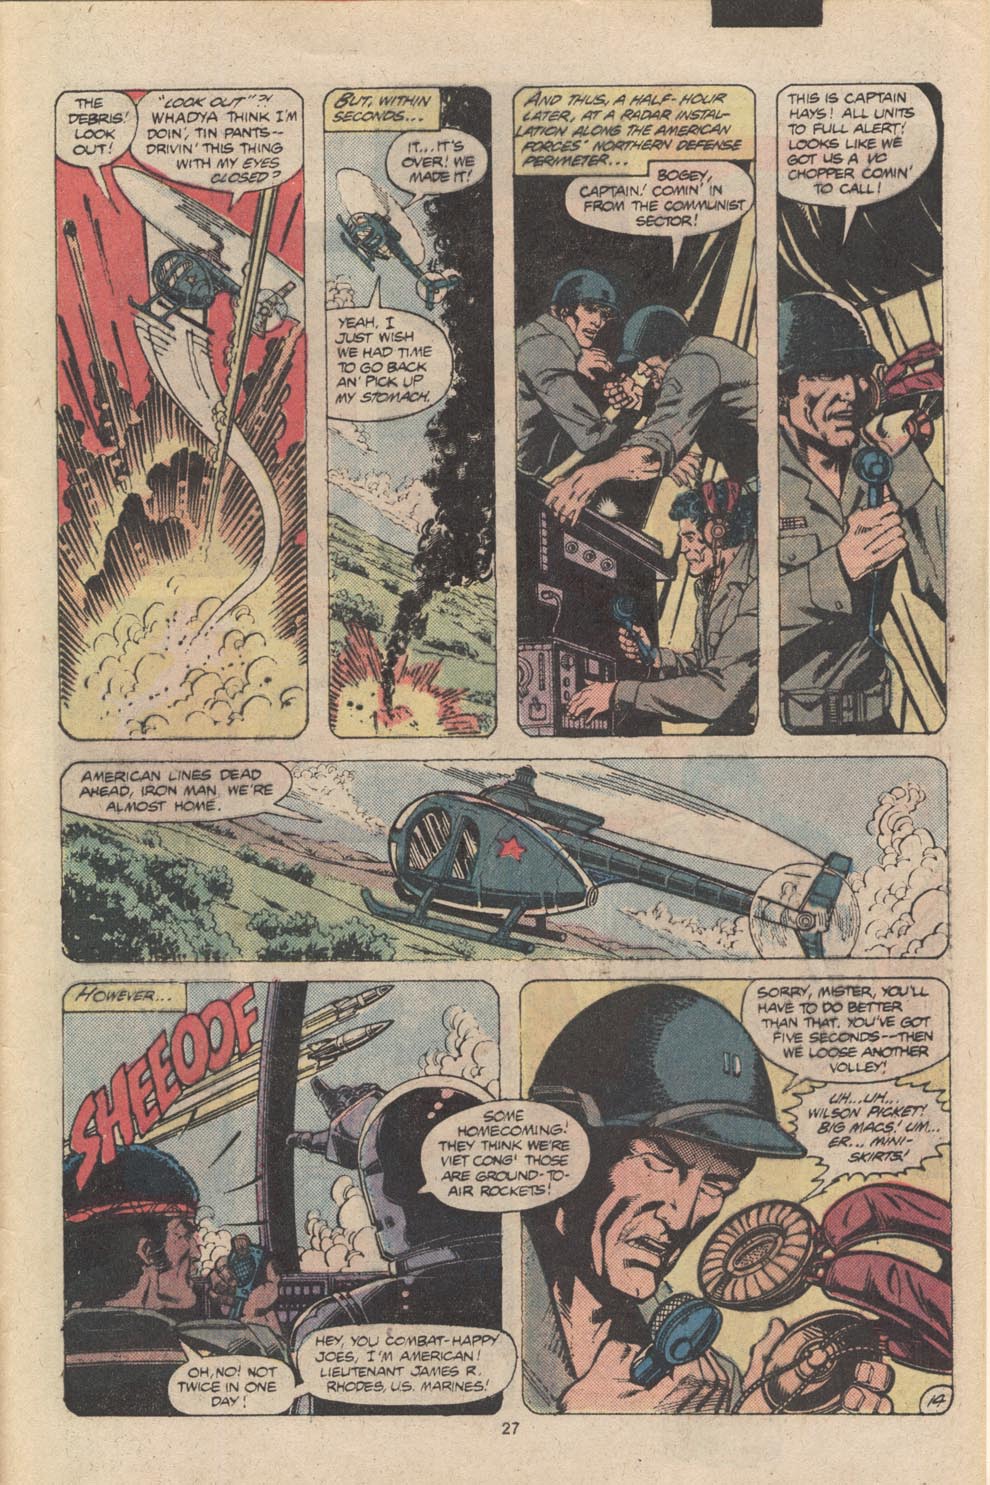 THE
DEBRIS!
LOOK
OUT!
"LOOK OUT"?!
WHADYA THINK I'M
DOIN', TIN PANTS--
DRIVIN' THIS THING
WITH MY EYES
CLOSED?
BUT, WITHIN
SECONDS...
IT...IT'S
OVER! WE
MADE IT!
YEAH, I
JUST WISH
WE HAD TIME
TO GO BACK
AN' PICK UP
MY STOMACH.
AND THUS, A HALF-HOUR
LATER, AT A RADAR INSTAL-
LATION ALONG THE AMERICAN
FORCES' NORTHERN DEFENSE
PERIMETER...
BOGEY,
CAPTAIN! COMIN' IN
FROM THE COMMUNIST
SECTOR!
THIS IS CAPTAIN
HAYS! ALL UNITS
TO FULL ALERT!
LOOKS LIKE WE
GOT US A VC
CHOPPER COMIN'
TO CALL!
AMERICAN LINES DEAD
AHEAD, IRON MAN. WE'RE
ALMOST HOME.
HOWEVER...
SHEEOOF
SOME
HOMECOMING!
THEY THINK WE'RE
VIET CONG! THOSE
ARE GROUND-TO-
AIR ROCKETS!
OH, NO! NOT
TWICE IN ONE
DAY!
HEY, YOU COMBAT-HAPPY
JOES, I'M AMERICAN!
LIEUTENANT JAMES R.
RHODES, U.S. MARINES!
SORRY, MISTER, YOU'LL
HAVE TO DO BETTER
THAN THAT. YOU'VE GOT
FIVE SECONDS--THEN
WE LOOSE ANOTHER
VOLLEY!
UH...UH...
WILSON PICKET!
BIG MACS! UM...
ER... MINI-
SKIRTS!
14
27